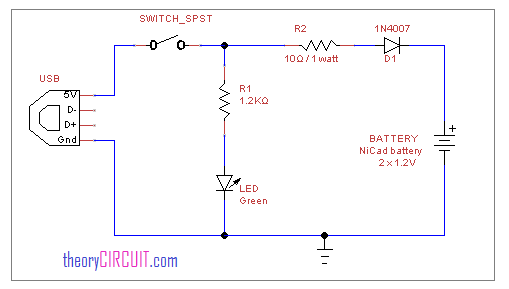 SWITCH_SPST
R2
10Ω / 1 watt
1N4007
D1
USB
5V
D-
D+
Gnd
R1
1.2KΩ
LED
Green
BATTERY
NiCad battery
2 x 1.2V
+
theoryCIRCUIT.com